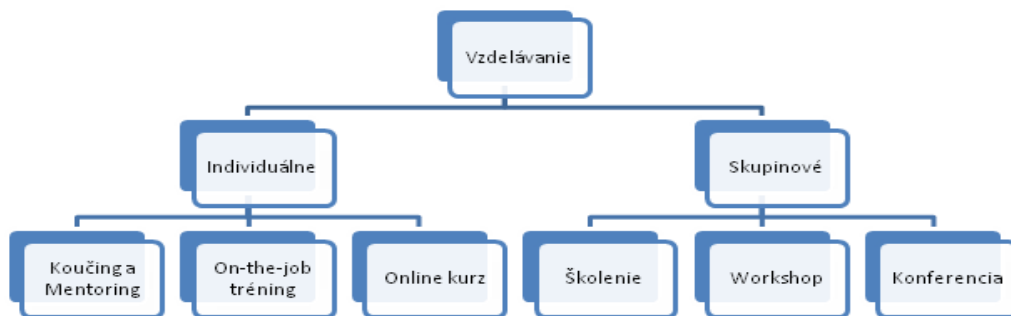 Vzdelávanie
Individuálne
Skupinové
Koučing a
Mentoring
On-the-job
tréning
Online kurz
Školenie
Workshop
Konferencia